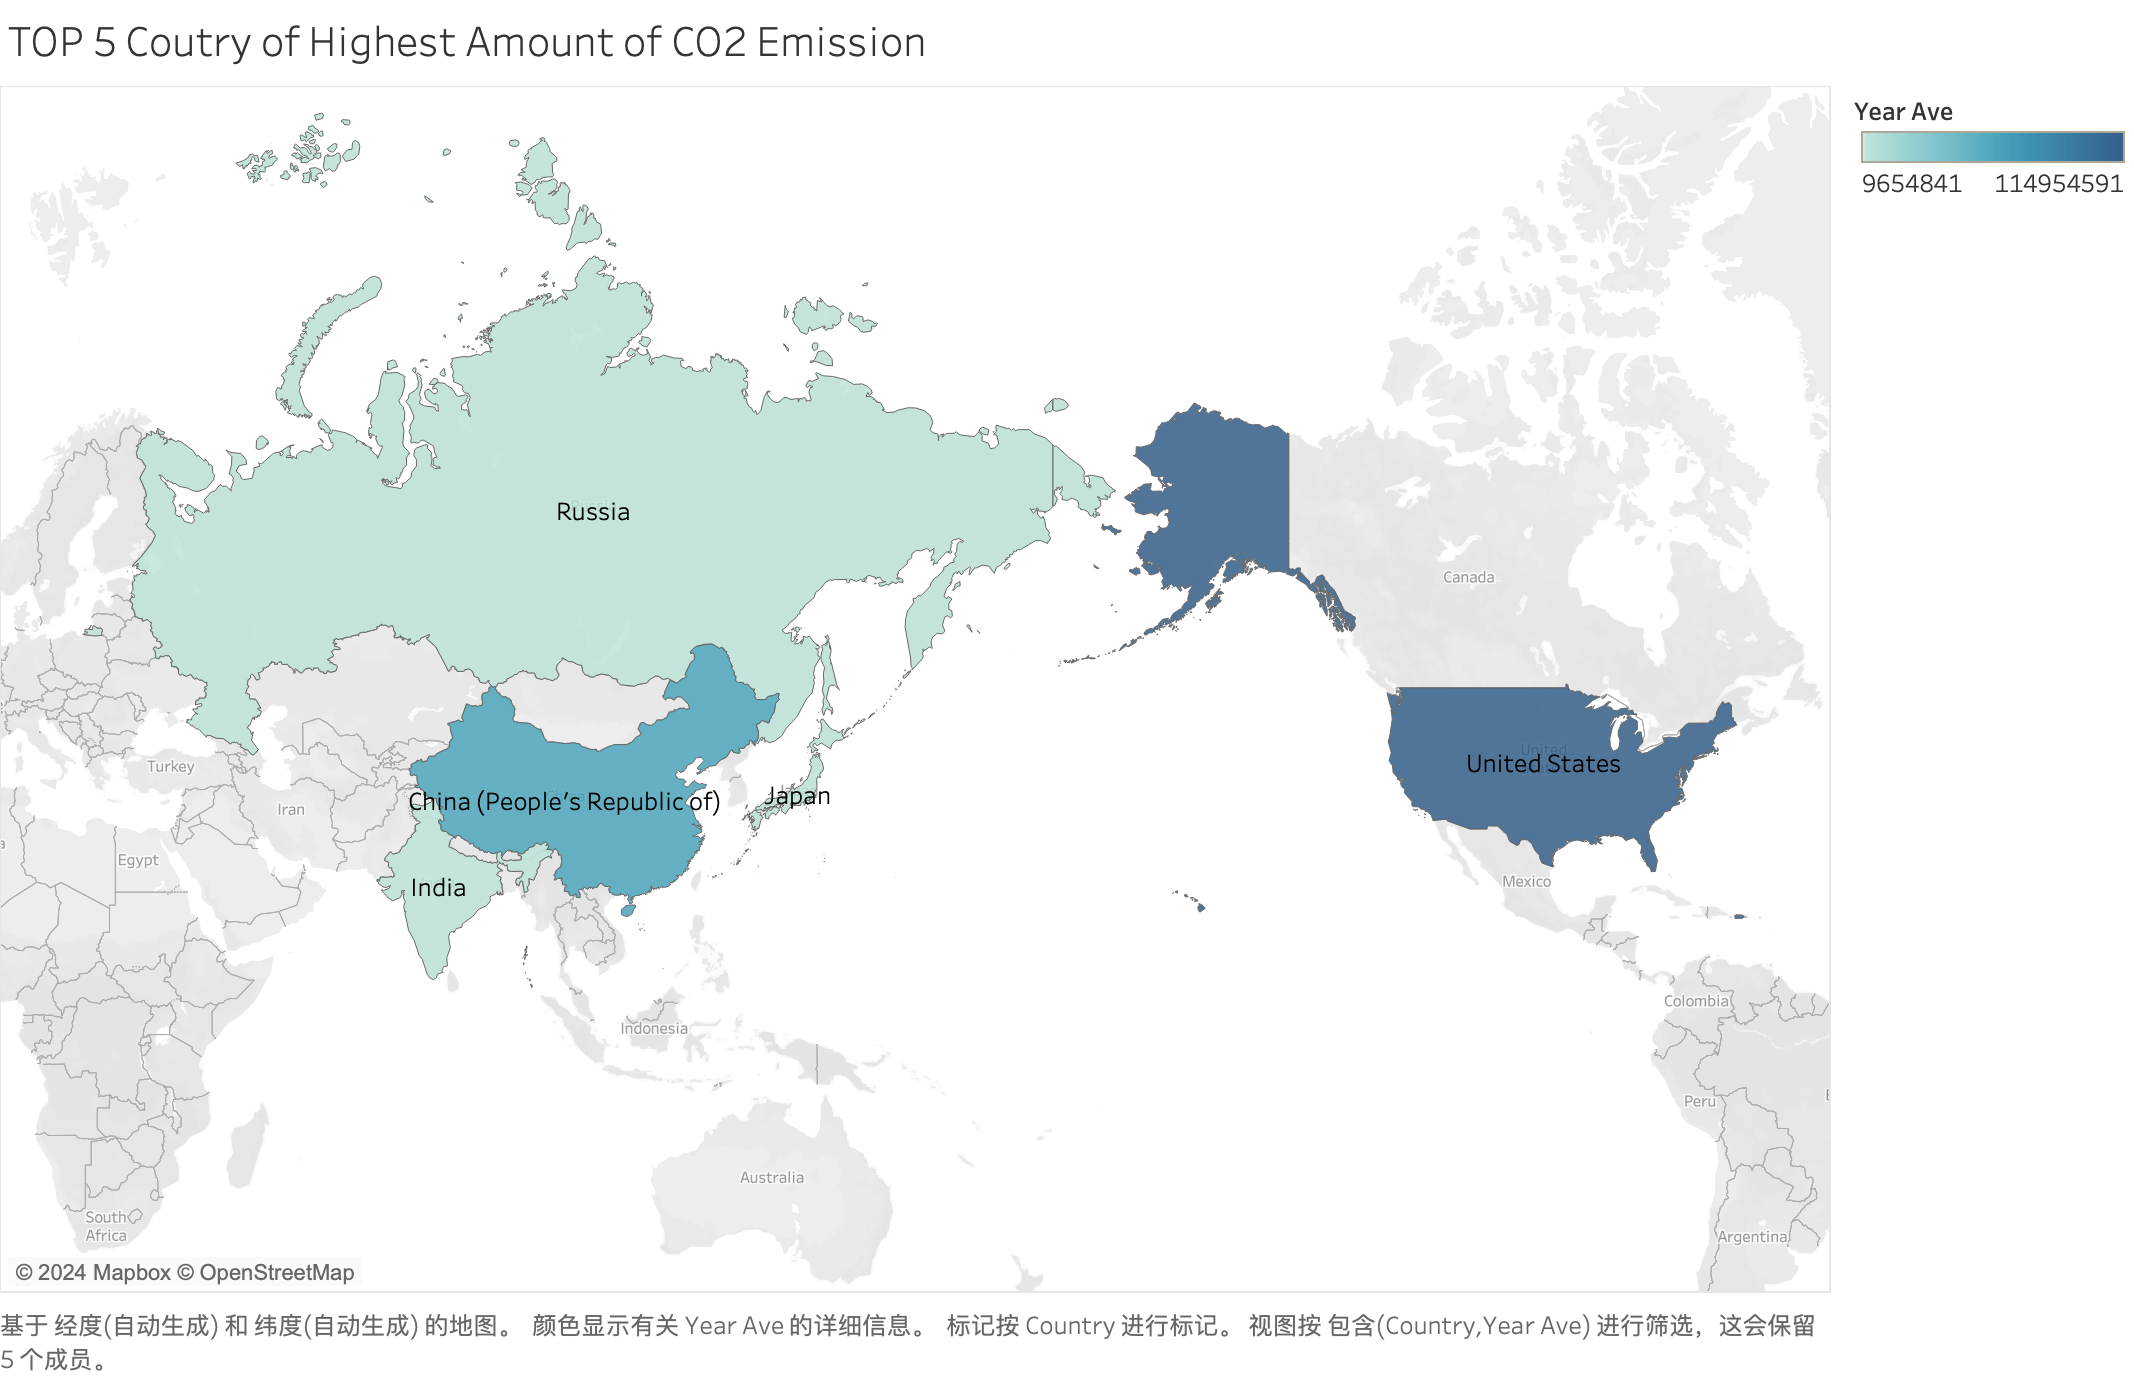 TOP 5 Coutry of Highest Amount of CO2 Emission
Year Ave
9654841 114954591
Russia
Canada
United States
Turkey
China (People's Republic of)
Japan
Iran
Egypt
India
Mexico
Colombia
Indonesia
Peru
Australia
South
Africa
Argentina
© 2024 Mapbox © OpenStreetMap
基于 经度(自动生成) 和 纬度(自动生成) 的地图。 颜色显示有关 Year Ave 的详细信息。 标记按 Country 进行标记。 视图按 包含(Country,Year Ave) 进行筛选，这会保留
5 个成员。